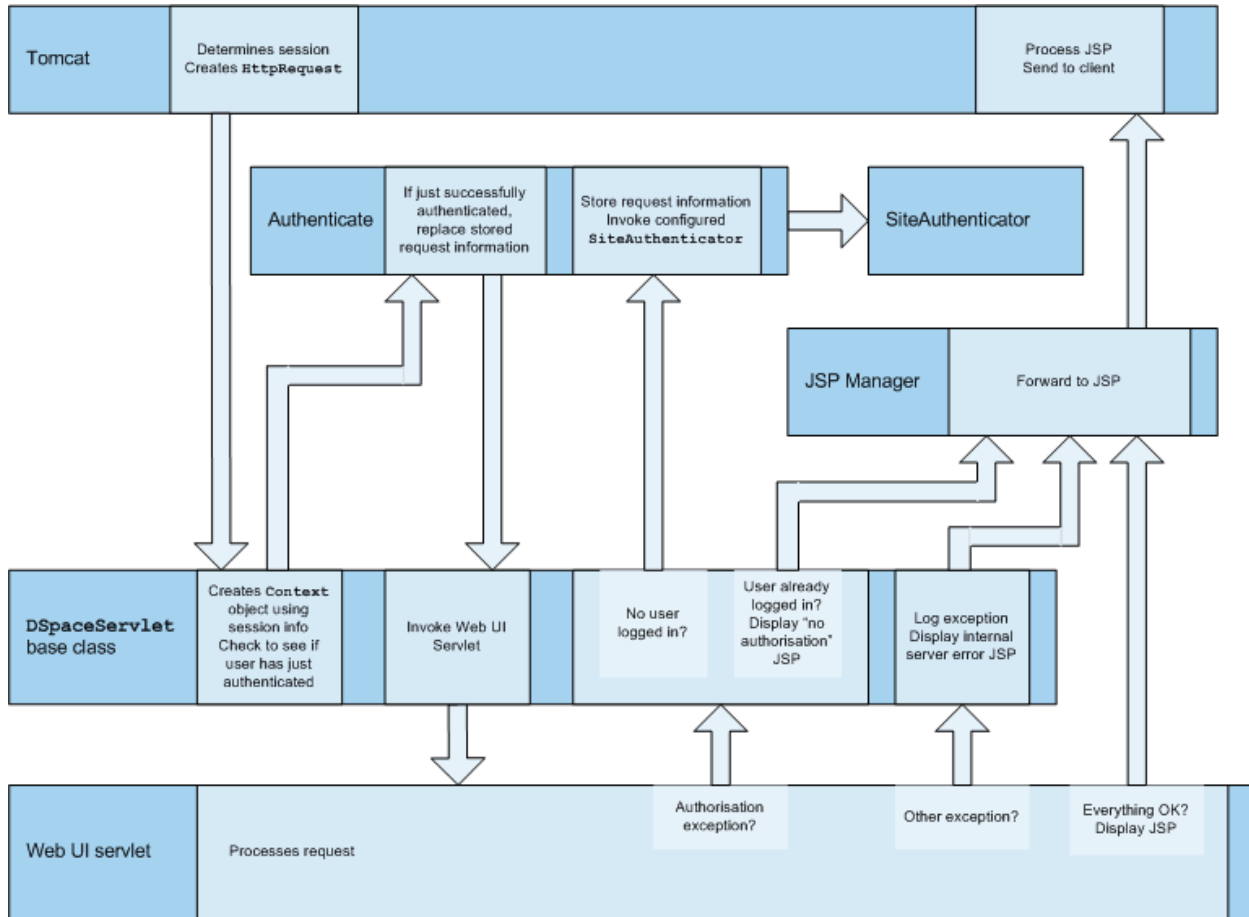 Tomcat
Determines session
Creates HttpRequest
Process JSP
Send to client
Authenticate
If just successfully
authenticated,
replace stored
request information
Store request information
Invoke configured
SiteAuthenticator
SiteAuthenticator
JSP Manager
Forward to JSP
DSpaceServlet
base class
Creates Context
object using
session info
Check to see if
user has just
authenticated
Invoke Web UI
Servlet
No user
logged in?
User already
logged in?
Display “no
authorisation”
JSP
Log exception
Display internal
server error JSP
Web UI servlet
Processes request
Authorisation
exception?
Other exception?
Everything OK?
Display JSP